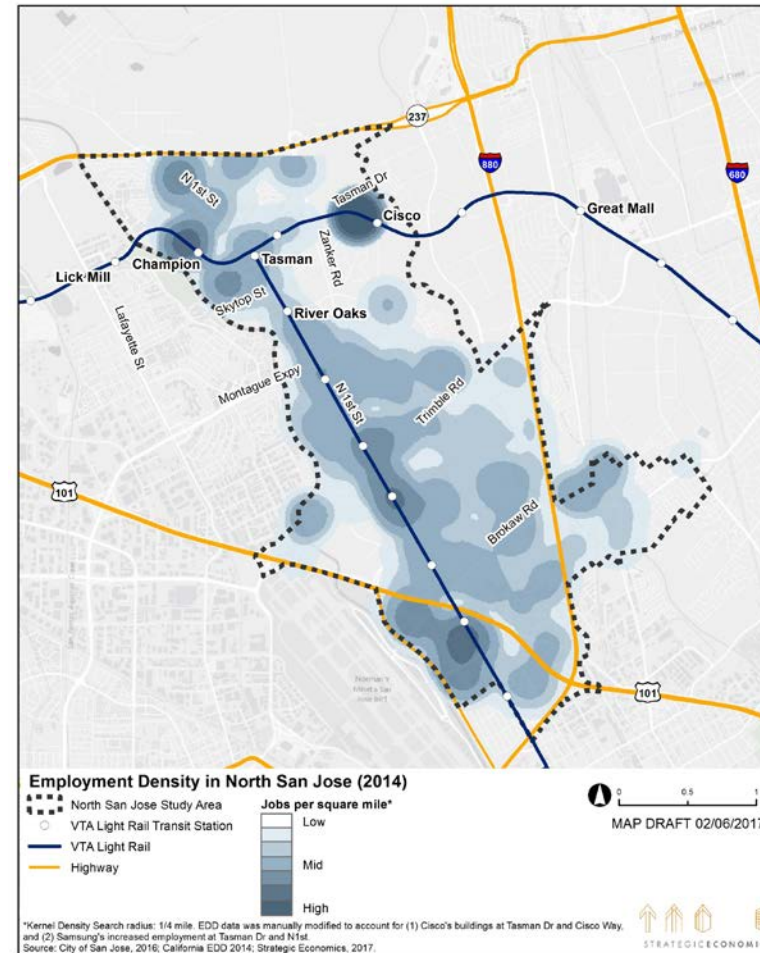 237
880
680
N 1st St
Tasman Dr
Cisco
Great Mall
Zanker Rd
Lick Mill
Champion
Tasman
Skytop St
River Oaks
Lafayette St
Montague Expy
N 1st St
Trimble Rd
101
Brokaw Rd
101
Employment Density in North San Jose (2014)
North San Jose Study Area
VTA Light Rail Transit Station
VTA Light Rail
Highway
Jobs per square mile*
Low
Mid
High
0 0.5 1
MAP DRAFT 02/06/2017
*Kernel Density Search radius: 1/4 mile. EDD data was manually modified to account for (1) Cisco's buildings at Tasman Dr and Cisco Way,
and (2) Samsung's increased employment at Tasman Dr and N1st.
Source: City of San Jose, 2016; California EDD 2014; Strategic Economics, 2017.
STRATEGICECONOMI